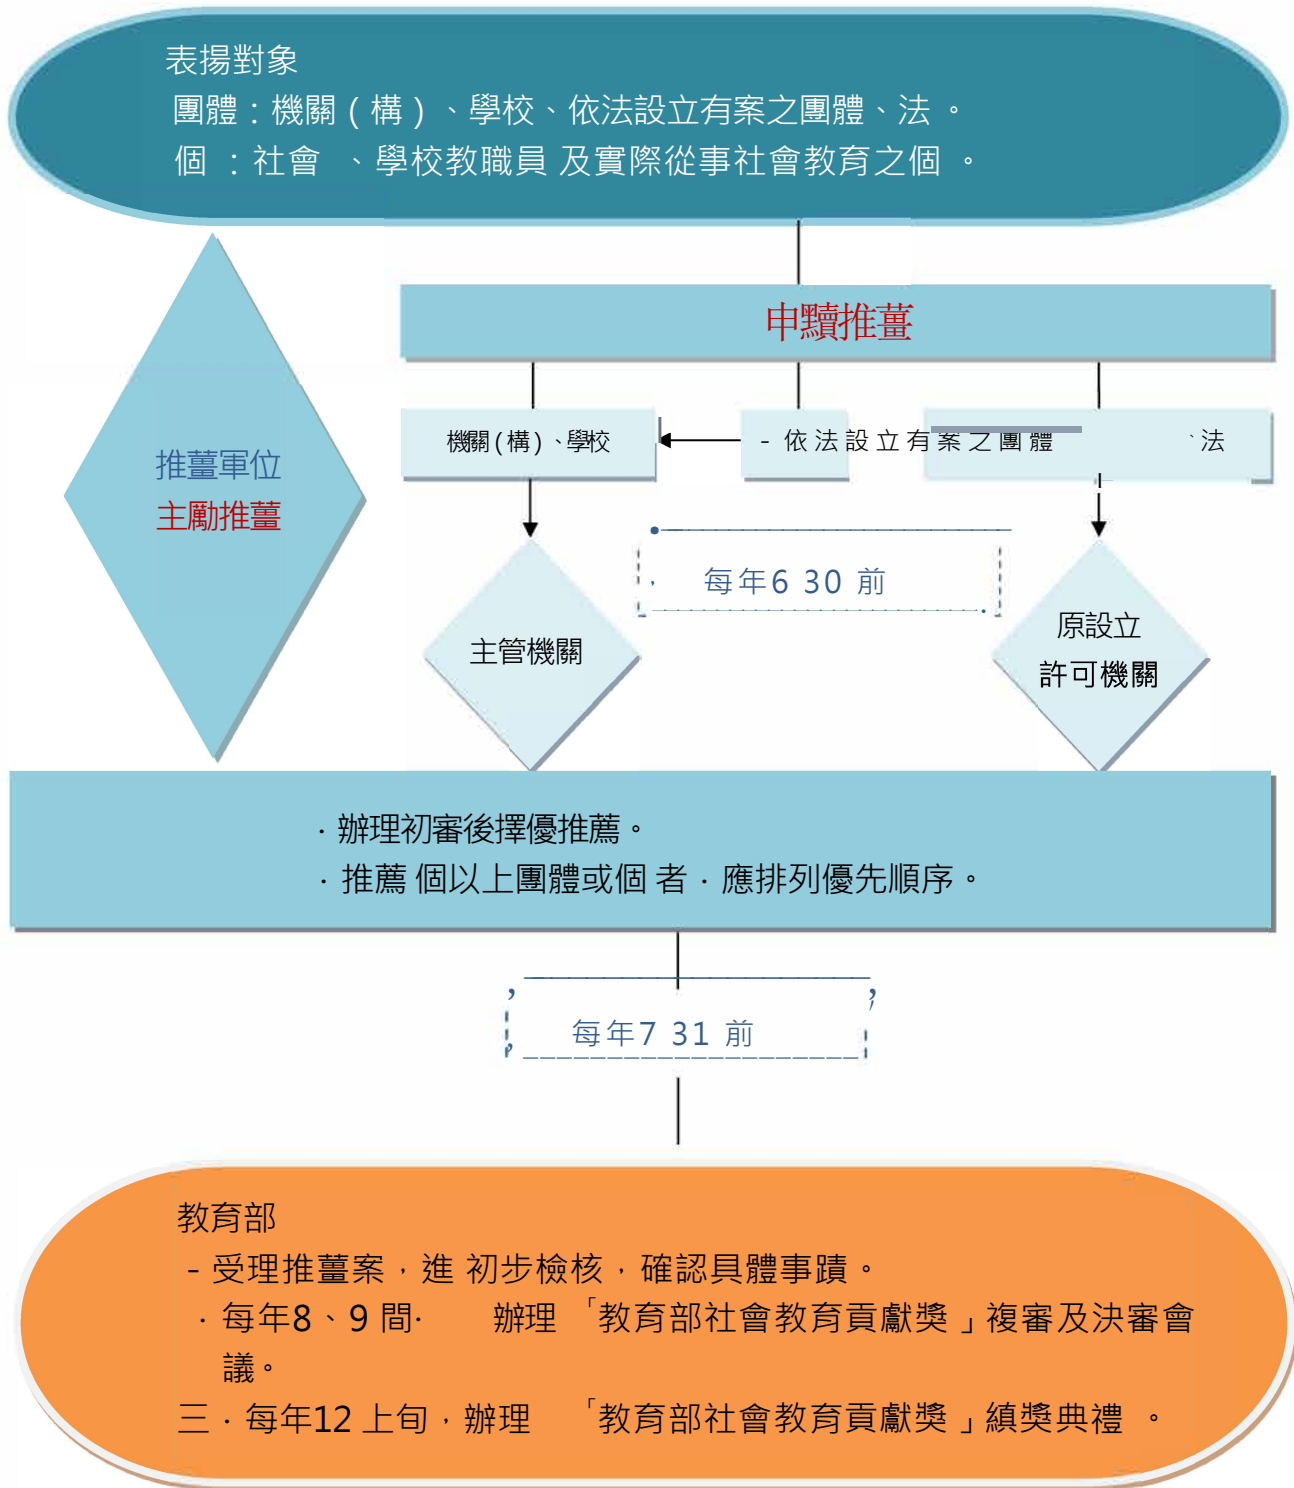 表揚對象
團體：機關（構）、學校、依法設立有案之團體、法 。
個 ：社會 、學校教職員 及實際從事社會教育之個 。
申贖推薑
機關(構)、學校
- 依法設立有案之團體 、法
推薑軍位
主勵推薑
每年6 30 前
主管機關
原設立
許可機關
．辦理初審後擇優推薦。
．推薦 個以上團體或個 者．應排列優先順序。
每年7 31 前
教育部
- 受理推薑案，進 初步檢核，確認具體事蹟。
．每年8、9 間· 辦理 「教育部社會教育貢獻獎」複審及決審會
議。
三．每年12 上旬，辦理 「教育部社會教育貢獻獎」縝獎典禮 。